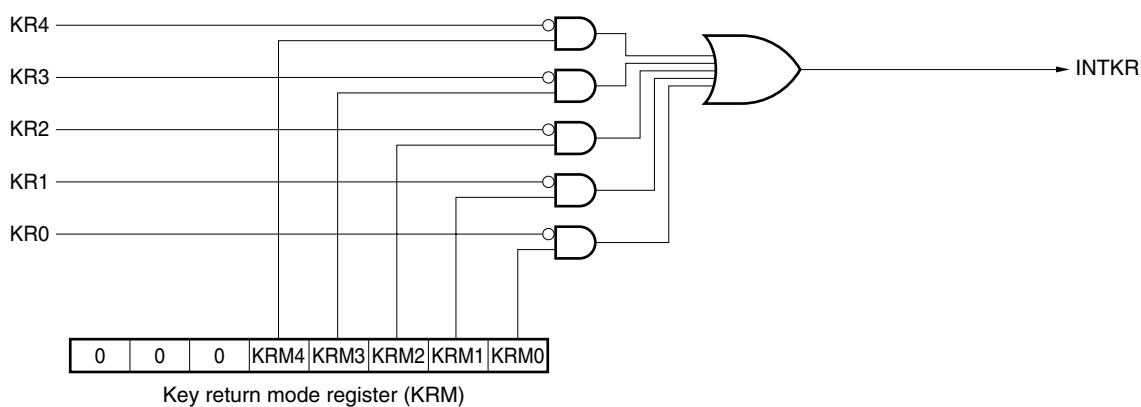 KR4
KR3
KR2
KR1
KR0
INTKR
0 0 0 KRM4 KRM3 KRM2 KRM1 KRM0
Key return mode register (KRM)